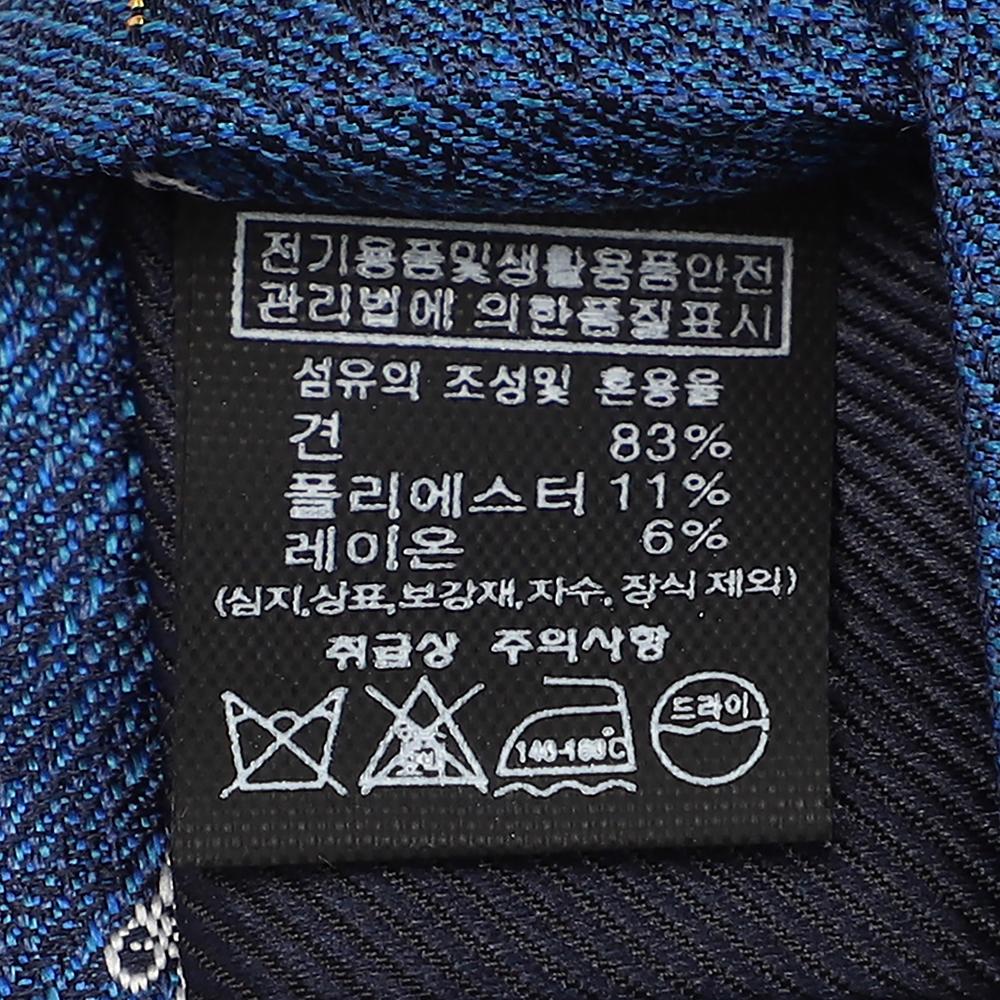 전기용품및생활용품안전
관리법에 의한품질표시
섬유의 조성및 혼용율
견 83%
폴리에스터 11%
레이온 6%
(심지,상표,보강재,자수, 장식 제외)
취급상 주의사항
140-160°C
드라이